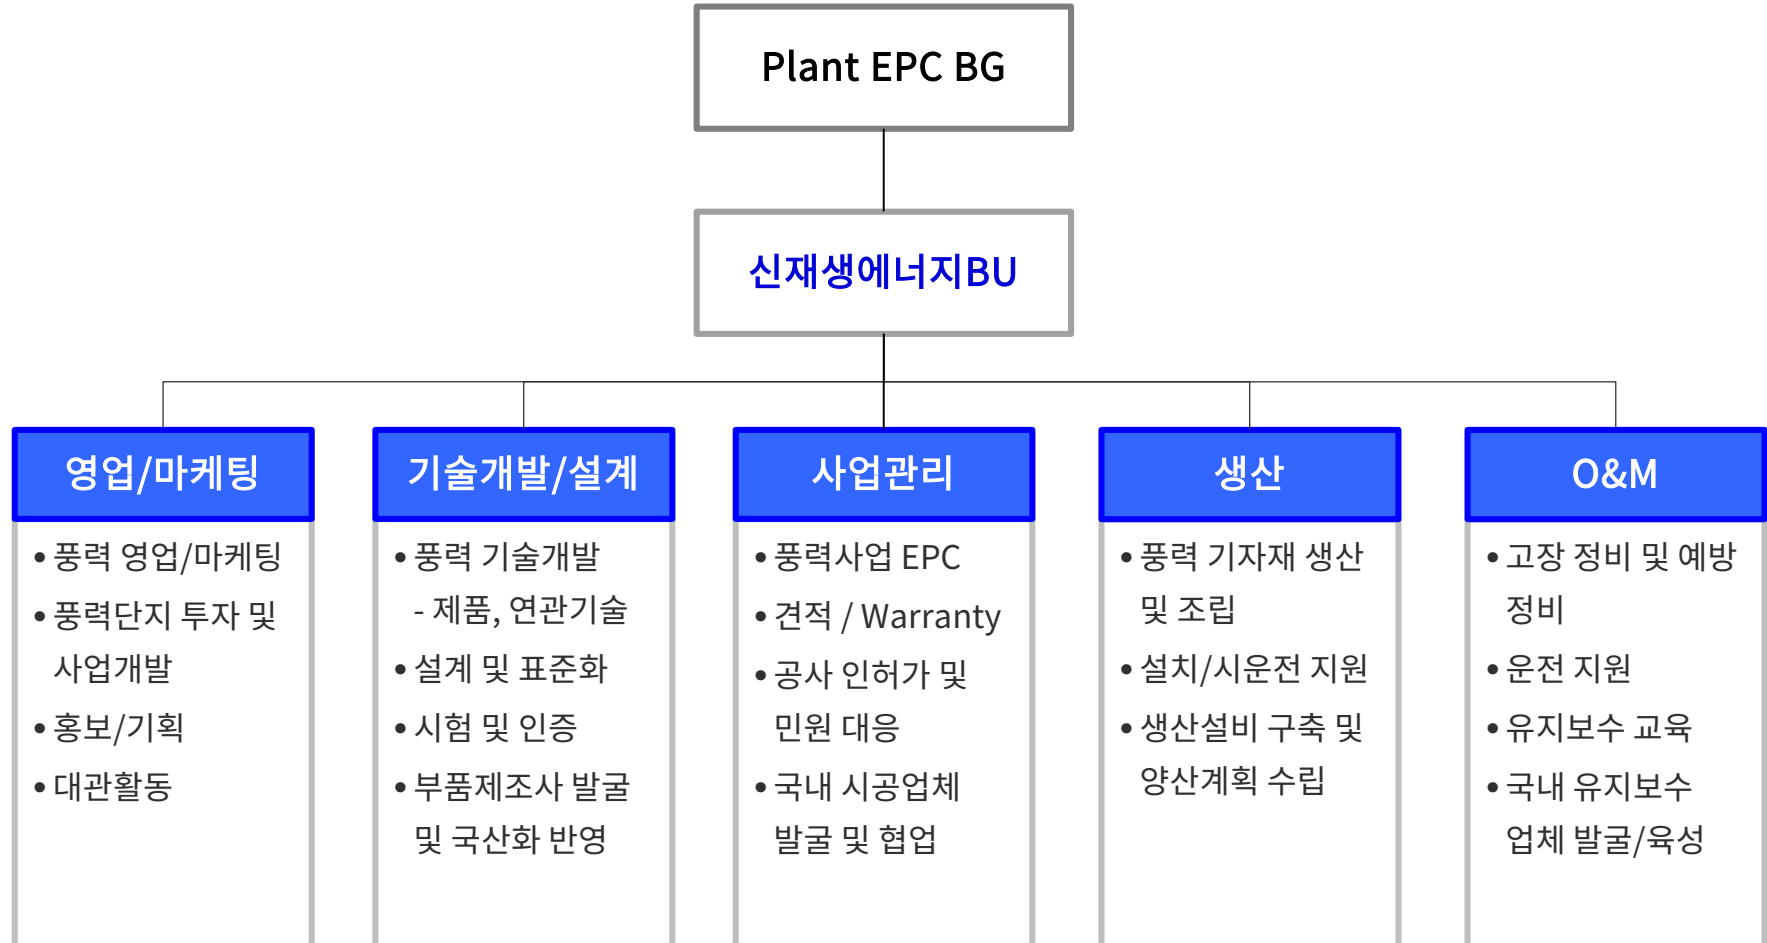 Plant EPC BG
신재생에너지BU
영업/마케팅
• 풍력 영업/마케팅
• 풍력단지 투자 및
사업개발
• 홍보/기획
• 대관활동
기술개발/설계
• 풍력 기술개발
- 제품, 연관기술
• 설계 및 표준화
• 시험 및 인증
• 부품제조사 발굴
및 국산화 반영
사업관리
• 풍력사업 EPC
• 견적 / Warranty
• 공사 인허가 및
민원 대응
• 국내 시공업체
발굴 및 협업
생산
• 풍력 기자재 생산
및 조립
• 설치/시운전 지원
• 생산설비 구축 및
양산계획 수립
O&M
• 고장 정비 및 예방
정비
• 운전 지원
• 유지보수 교육
• 국내 유지보수
업체 발굴/육성